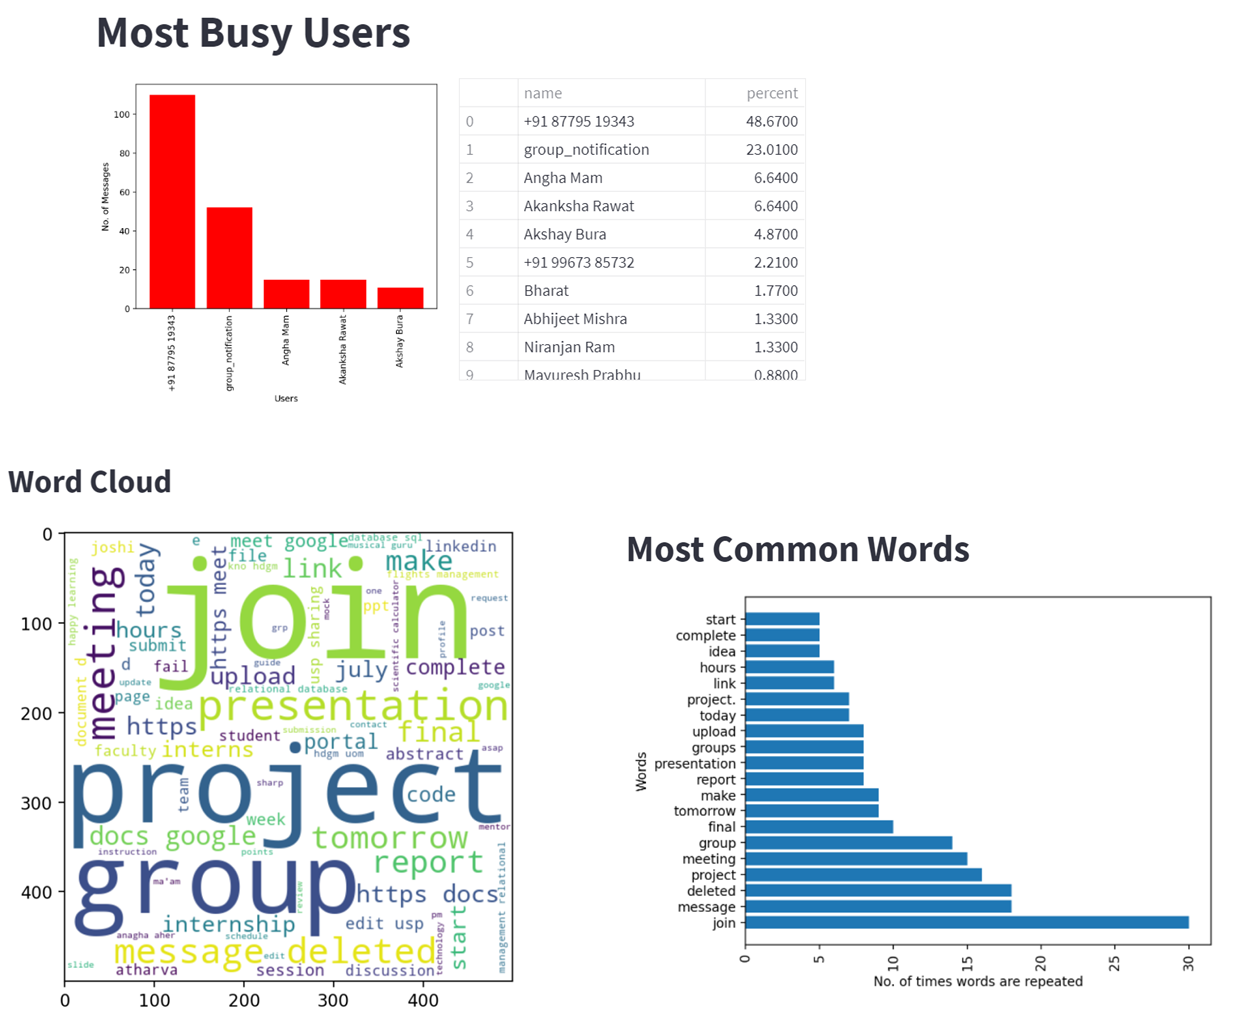 Most Busy Users
No. of Messages
100
80
60
40
20
0
+91 87795 19343
group_notification
Angha Mam
Akanksha Rawat
Akshay Bura
Users
name percent
0 +91 87795 19343 48.6700
1 group_notification 23.0100
2 Angha Mam 6.6400
3 Akanksha Rawat 6.6400
4 Akshay Bura 4.8700
5 +91 99673 85732 2.2100
6 Bharat 1.7700
7 Abhijeet Mishra 1.3300
8 Niranjan Ram 1.3300
9 Mayuresh Prabhu 0.8800
Word Cloud
0
100
200
300
400
0 100 200 300 400
joshi
today
e
meet google
database sql
musical guru
linkedin
file
kno hdgm
link
make
flights management
happy learning
meeting
join
https meet
usp sharing
mock
one
ppt
scientific calculator
request
hours
submit
grp
profile
post
document d
d
fail
guide
upload
july
complete
update
page
idea
relational database
google
presentation
https
student
submission
contact
final
faculty
interns
portal
hdgm uom
abstract
asap
project
team
sharp
code
week
mentor
docs google
tomorrow
instruction
points
report
group
ma'am
review
https docs
management relational
internship
edit usp
anagha aher
schedule
technology pm
start
message deleted
edit
slide
atharva
session
discussion
Most Common Words
Words
start
complete
idea
hours
link
project.
today
upload
groups
presentation
report
make
tomorrow
final
group
meeting
project
deleted
message
join
0 5 10 15 20 25 30
No. of times words are repeated